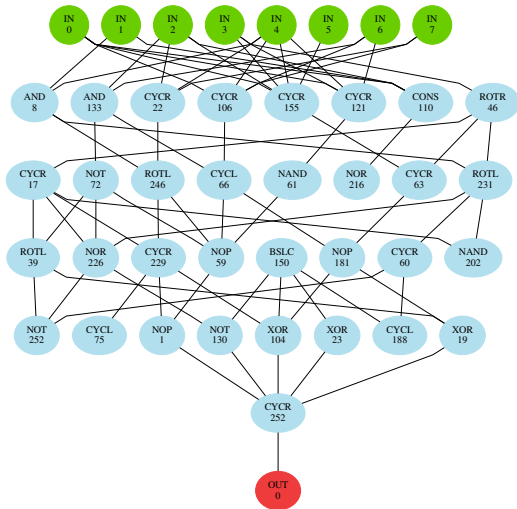 IN IN IN IN IN IN IN IN
0 1 2 3 4 5 6 7
AND AND CYCR CYCR CYCR CYCR CONS ROTR
8 133 22 106 155 121 110 46
CYCR NOT ROTL CYCL NAND NOR CYCR ROTL
17 72 246 66 61 216 63 231
ROTL NOR CYCR NOP BSLC NOP CYCR NAND
39 226 229 59 150 181 60 202
NOT CYCL NOP NOT XOR XOR CYCL XOR
252 75 1 130 104 23 188 19
CYCR
252
OUT
0